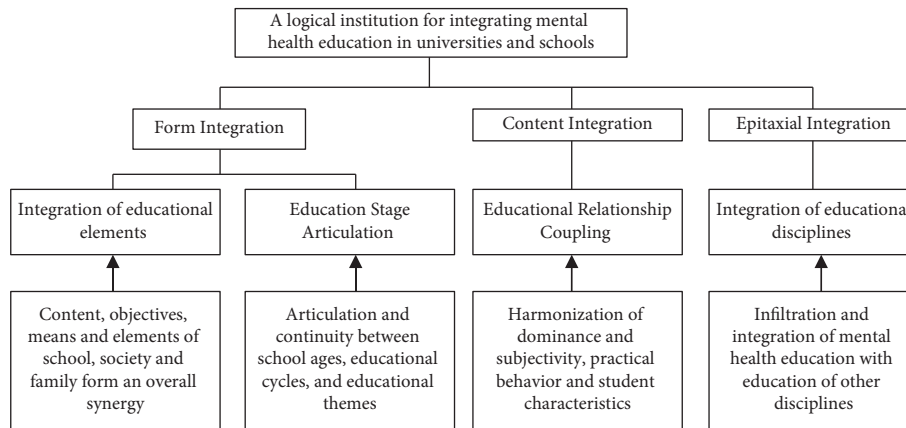 A logical institution for integrating mental
health education in universities and schools
Form Integration
Content Integration
Epitaxial Integration
Integration of educational
elements
Education Stage
Articulation
Educational Relationship
Coupling
Integration of educational
disciplines
Content, objectives,
means and elements of
school, society and
family form an overall
synergy
Articulation and
continuity between
school ages, educational
cycles, and educational
themes
Harmonization of
dominance and
subjectivity, practical
behavior and student
characteristics
Infiltration and
integration of mental
health education with
education of other
disciplines